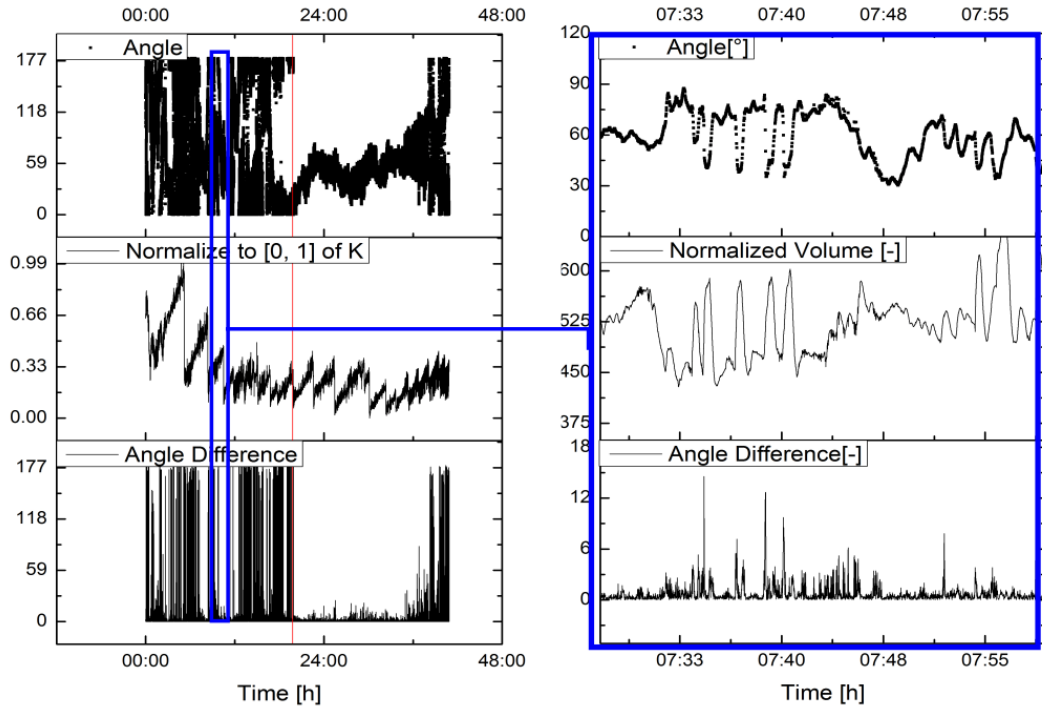 00:00 24:00 48:00
177
118
59
0
Angle
0.99
0.66
0.33
0.00
Normalize to [0, 1] of K
177
118
59
0
Angle Difference
00:00 24:00 48:00
Time [h]
07:33 07:40 07:48 07:55
120
90
60
30
0
Angle[°]
600
525
450
375
Normalized Volume [-]
18
12
6
0
Angle Difference[-]
07:33 07:40 07:48 07:55
Time [h]